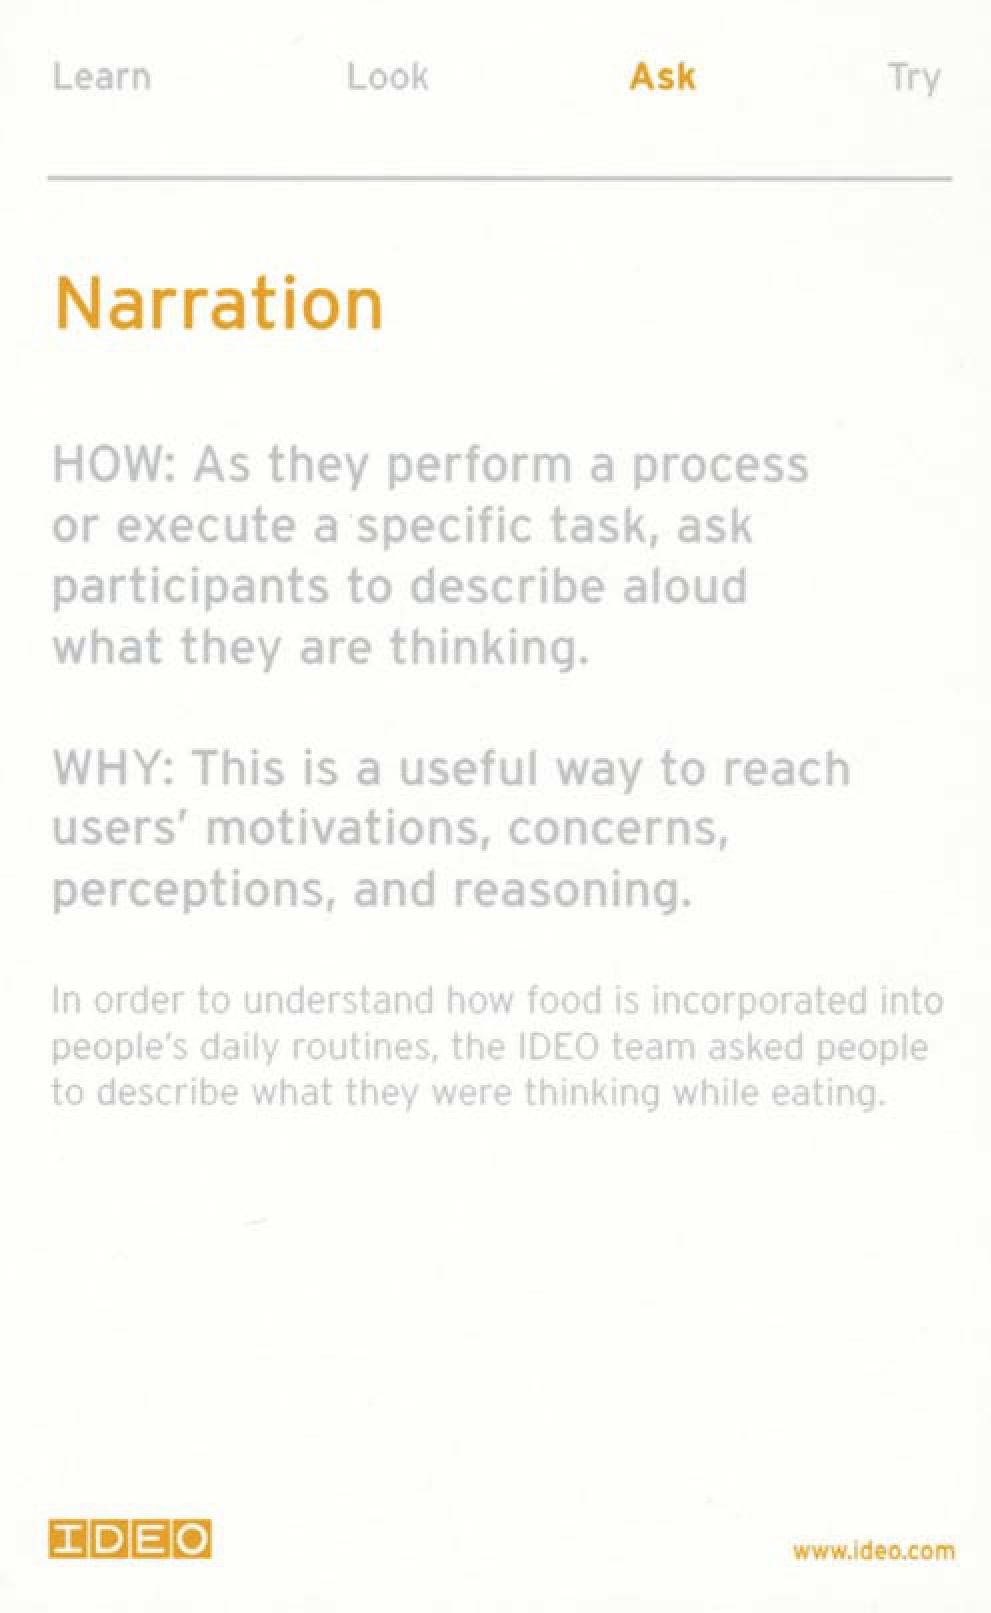 Learn Look Ask Try
Narration
HOW: As they perform a process
or execute a specific task, ask
participants to describe aloud
what they are thinking.
WHY: This is a useful way to reach
users' motivations, concerns,
perceptions, and reasoning.
In order to understand how food is incorporated into
people's daily routines, the IDEO team asked people
to describe what they were thinking while eating.
IDEO www.ideo.com